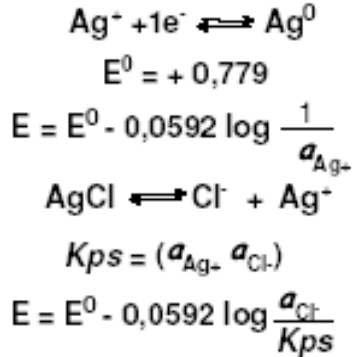 Ag⁺ +1e⁻ ⇌ Ag⁰
E⁰ = + 0,779
E = E⁰ - 0,0592 log 1/a_Ag+
AgCl ⇌ Cl⁻ + Ag⁺
Kps = (a_Ag+ a_Cl-)
E = E⁰ - 0,0592 log a_Cl-/Kps